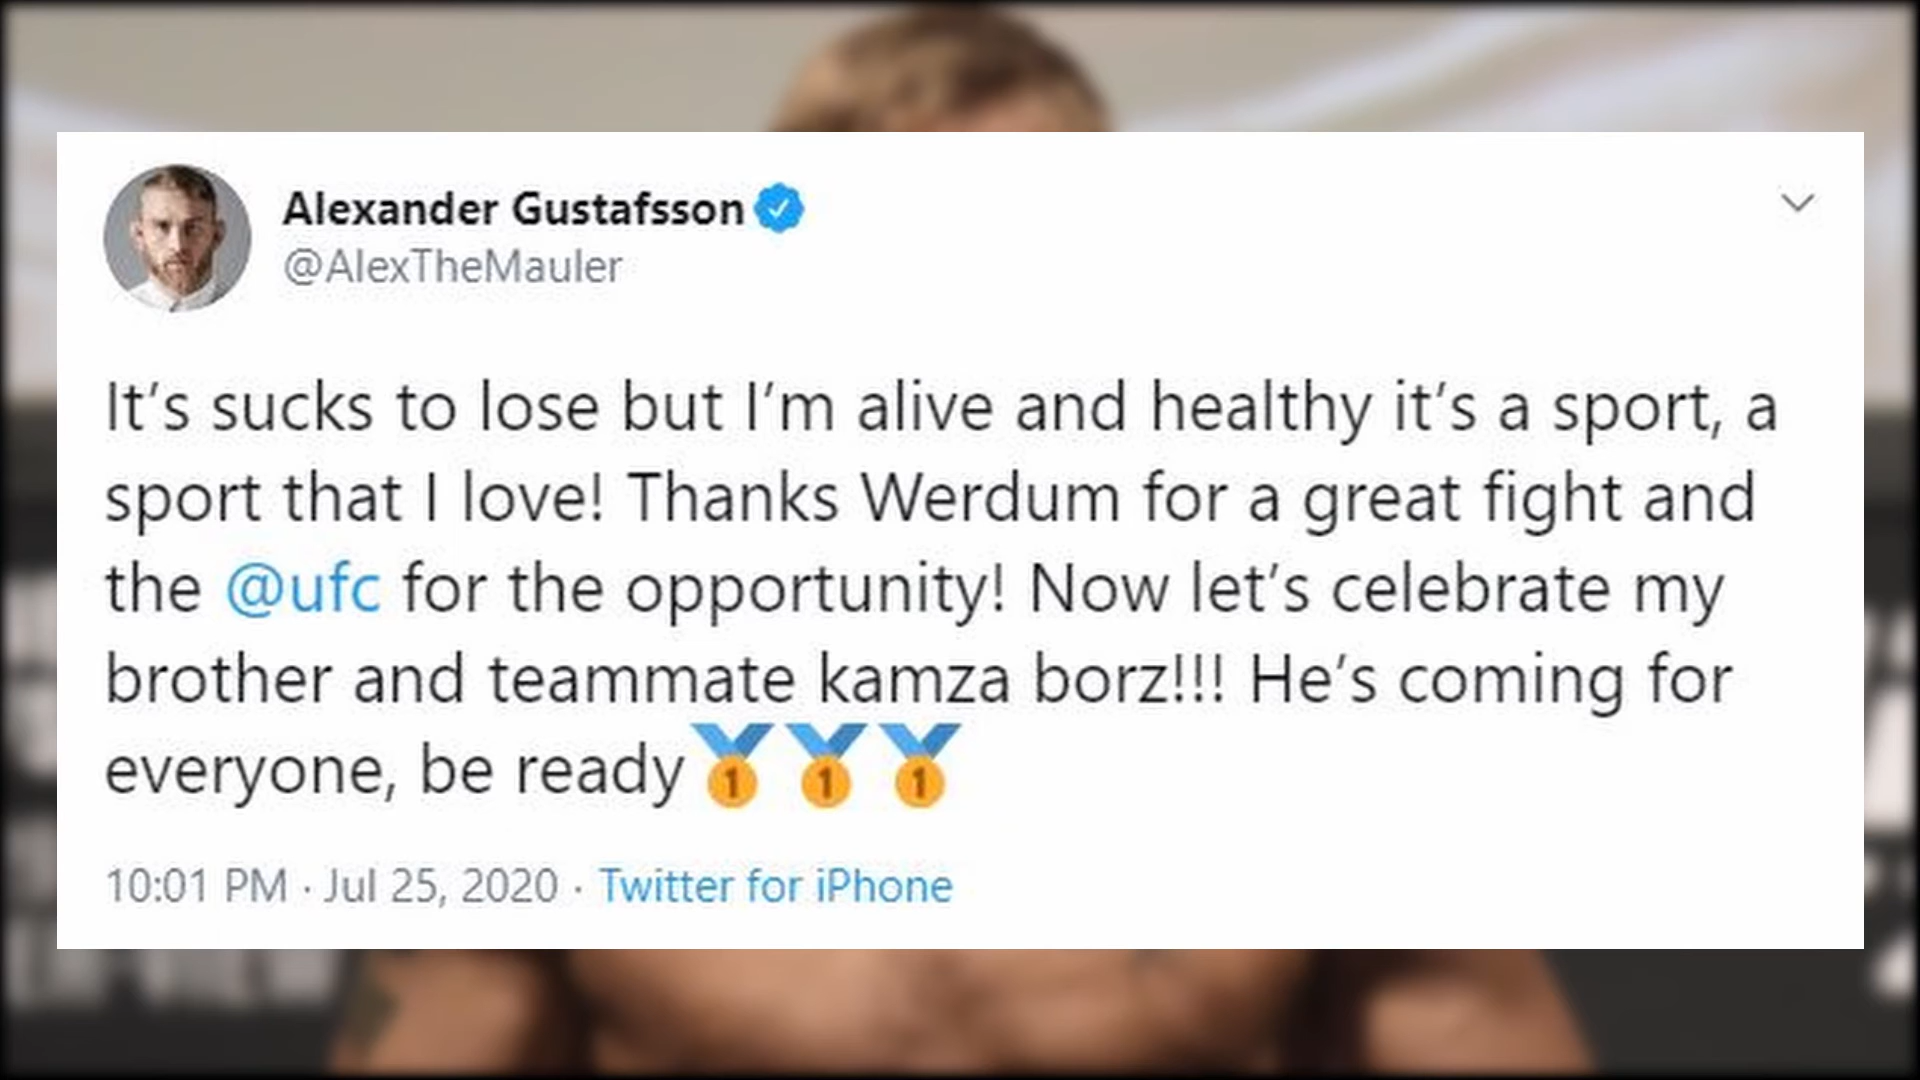 Alexander Gustafsson
@AlexTheMauler
It’s sucks to lose but I’m alive and healthy it’s a sport, a
sport that I love! Thanks Werdum for a great fight and
the @ufc for the opportunity! Now let’s celebrate my
brother and teammate kamza borz!!! He’s coming for
everyone, be ready🥇🥇🥇
10:01 PM · Jul 25, 2020 · Twitter for iPhone